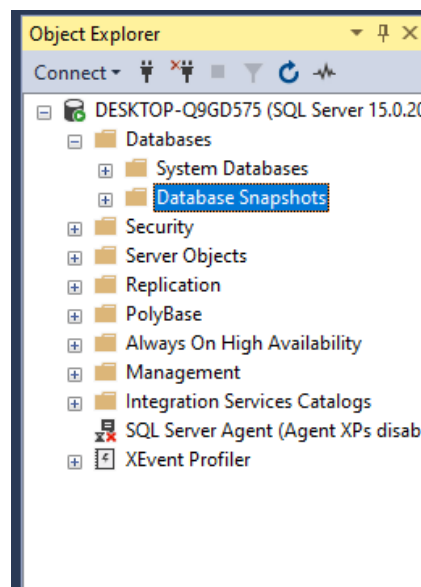 Object Explorer
Connect
DESKTOP-Q9GD575 (SQL Server 15.0.20
Databases
System Databases
Database Snapshots
Security
Server Objects
Replication
PolyBase
Always On High Availability
Management
Integration Services Catalogs
SQL Server Agent (Agent XPs disab
XEvent Profiler